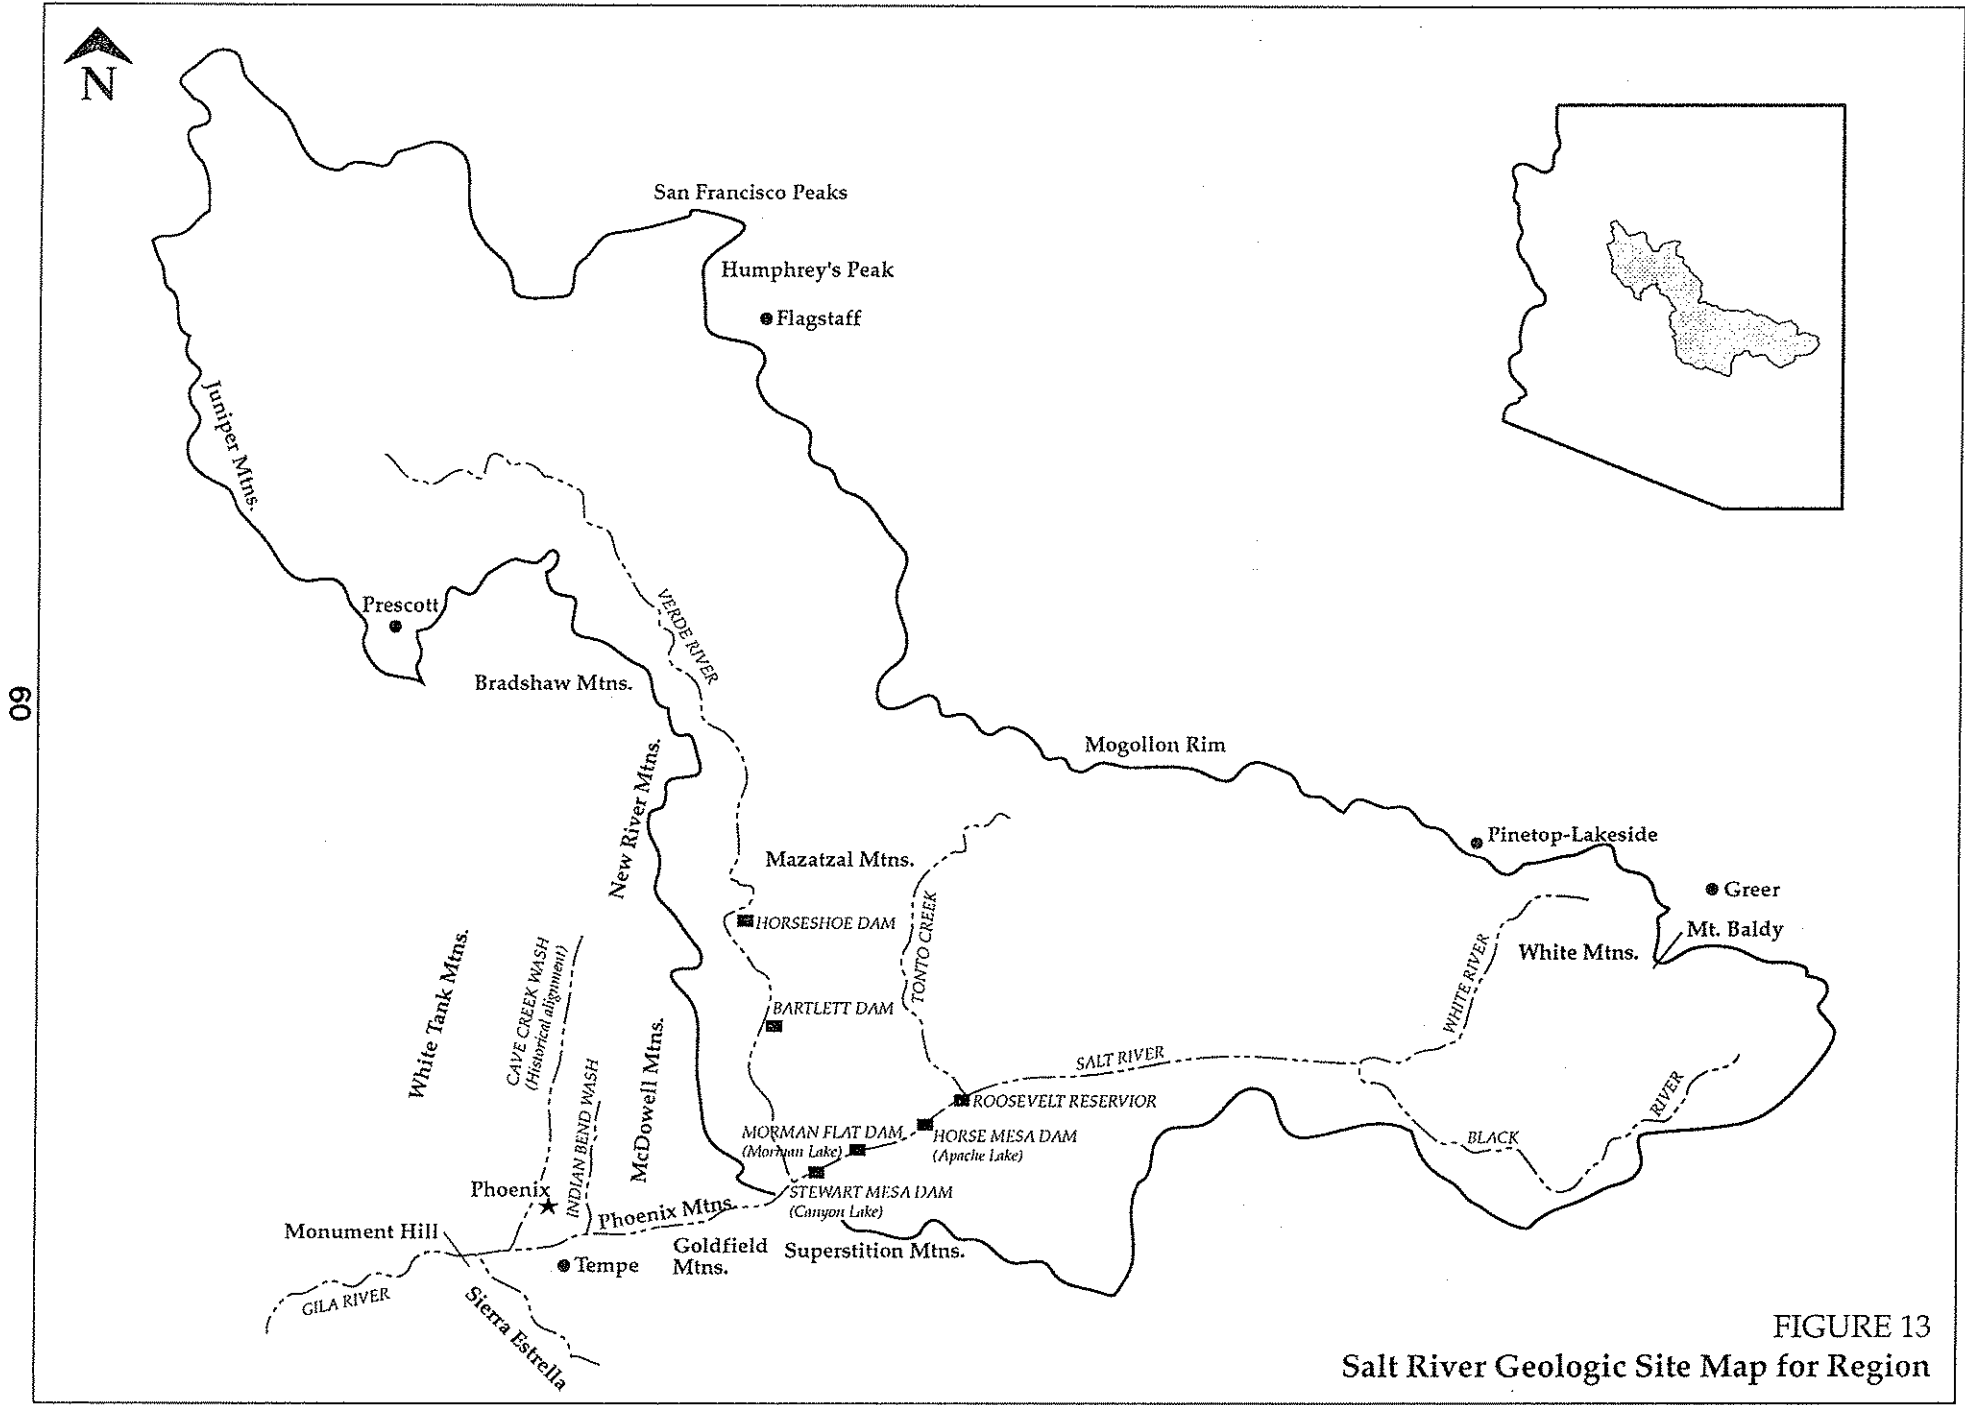 N
San Francisco Peaks
Humphrey's Peak
Flagstaff
Juniper Mtns.
Prescott
VERDE RIVER
Bradshaw Mtns.
60
New River Mtns.
Mogollon Rim
Mazatzal Mtns.
Pinetop-Lakeside
Greer
HORSESHOE DAM
TONTO CREEK
Mt. Baldy
White Mtns.
WHITE RIVER
White Tank Mtns.
CAVE CREEK WASH
(Historical alignment)
BARTLETT DAM
McDowell Mtns.
INDIAN BEND WASH
SALT RIVER
ROOSEVELT RESERVIOR
BLACK
RIVER
MORMAN FLAT DAM
(Morman Lake)
HORSE MESA DAM
(Apache Lake)
Phoenix
STEWART MESA DAM
(Canyon Lake)
Phoenix Mtns.
Monument Hill
Goldfield
Mtns.
Superstition Mtns.
Tempe
GILA RIVER
Sierra Estrella
FIGURE 13
Salt River Geologic Site Map for Region